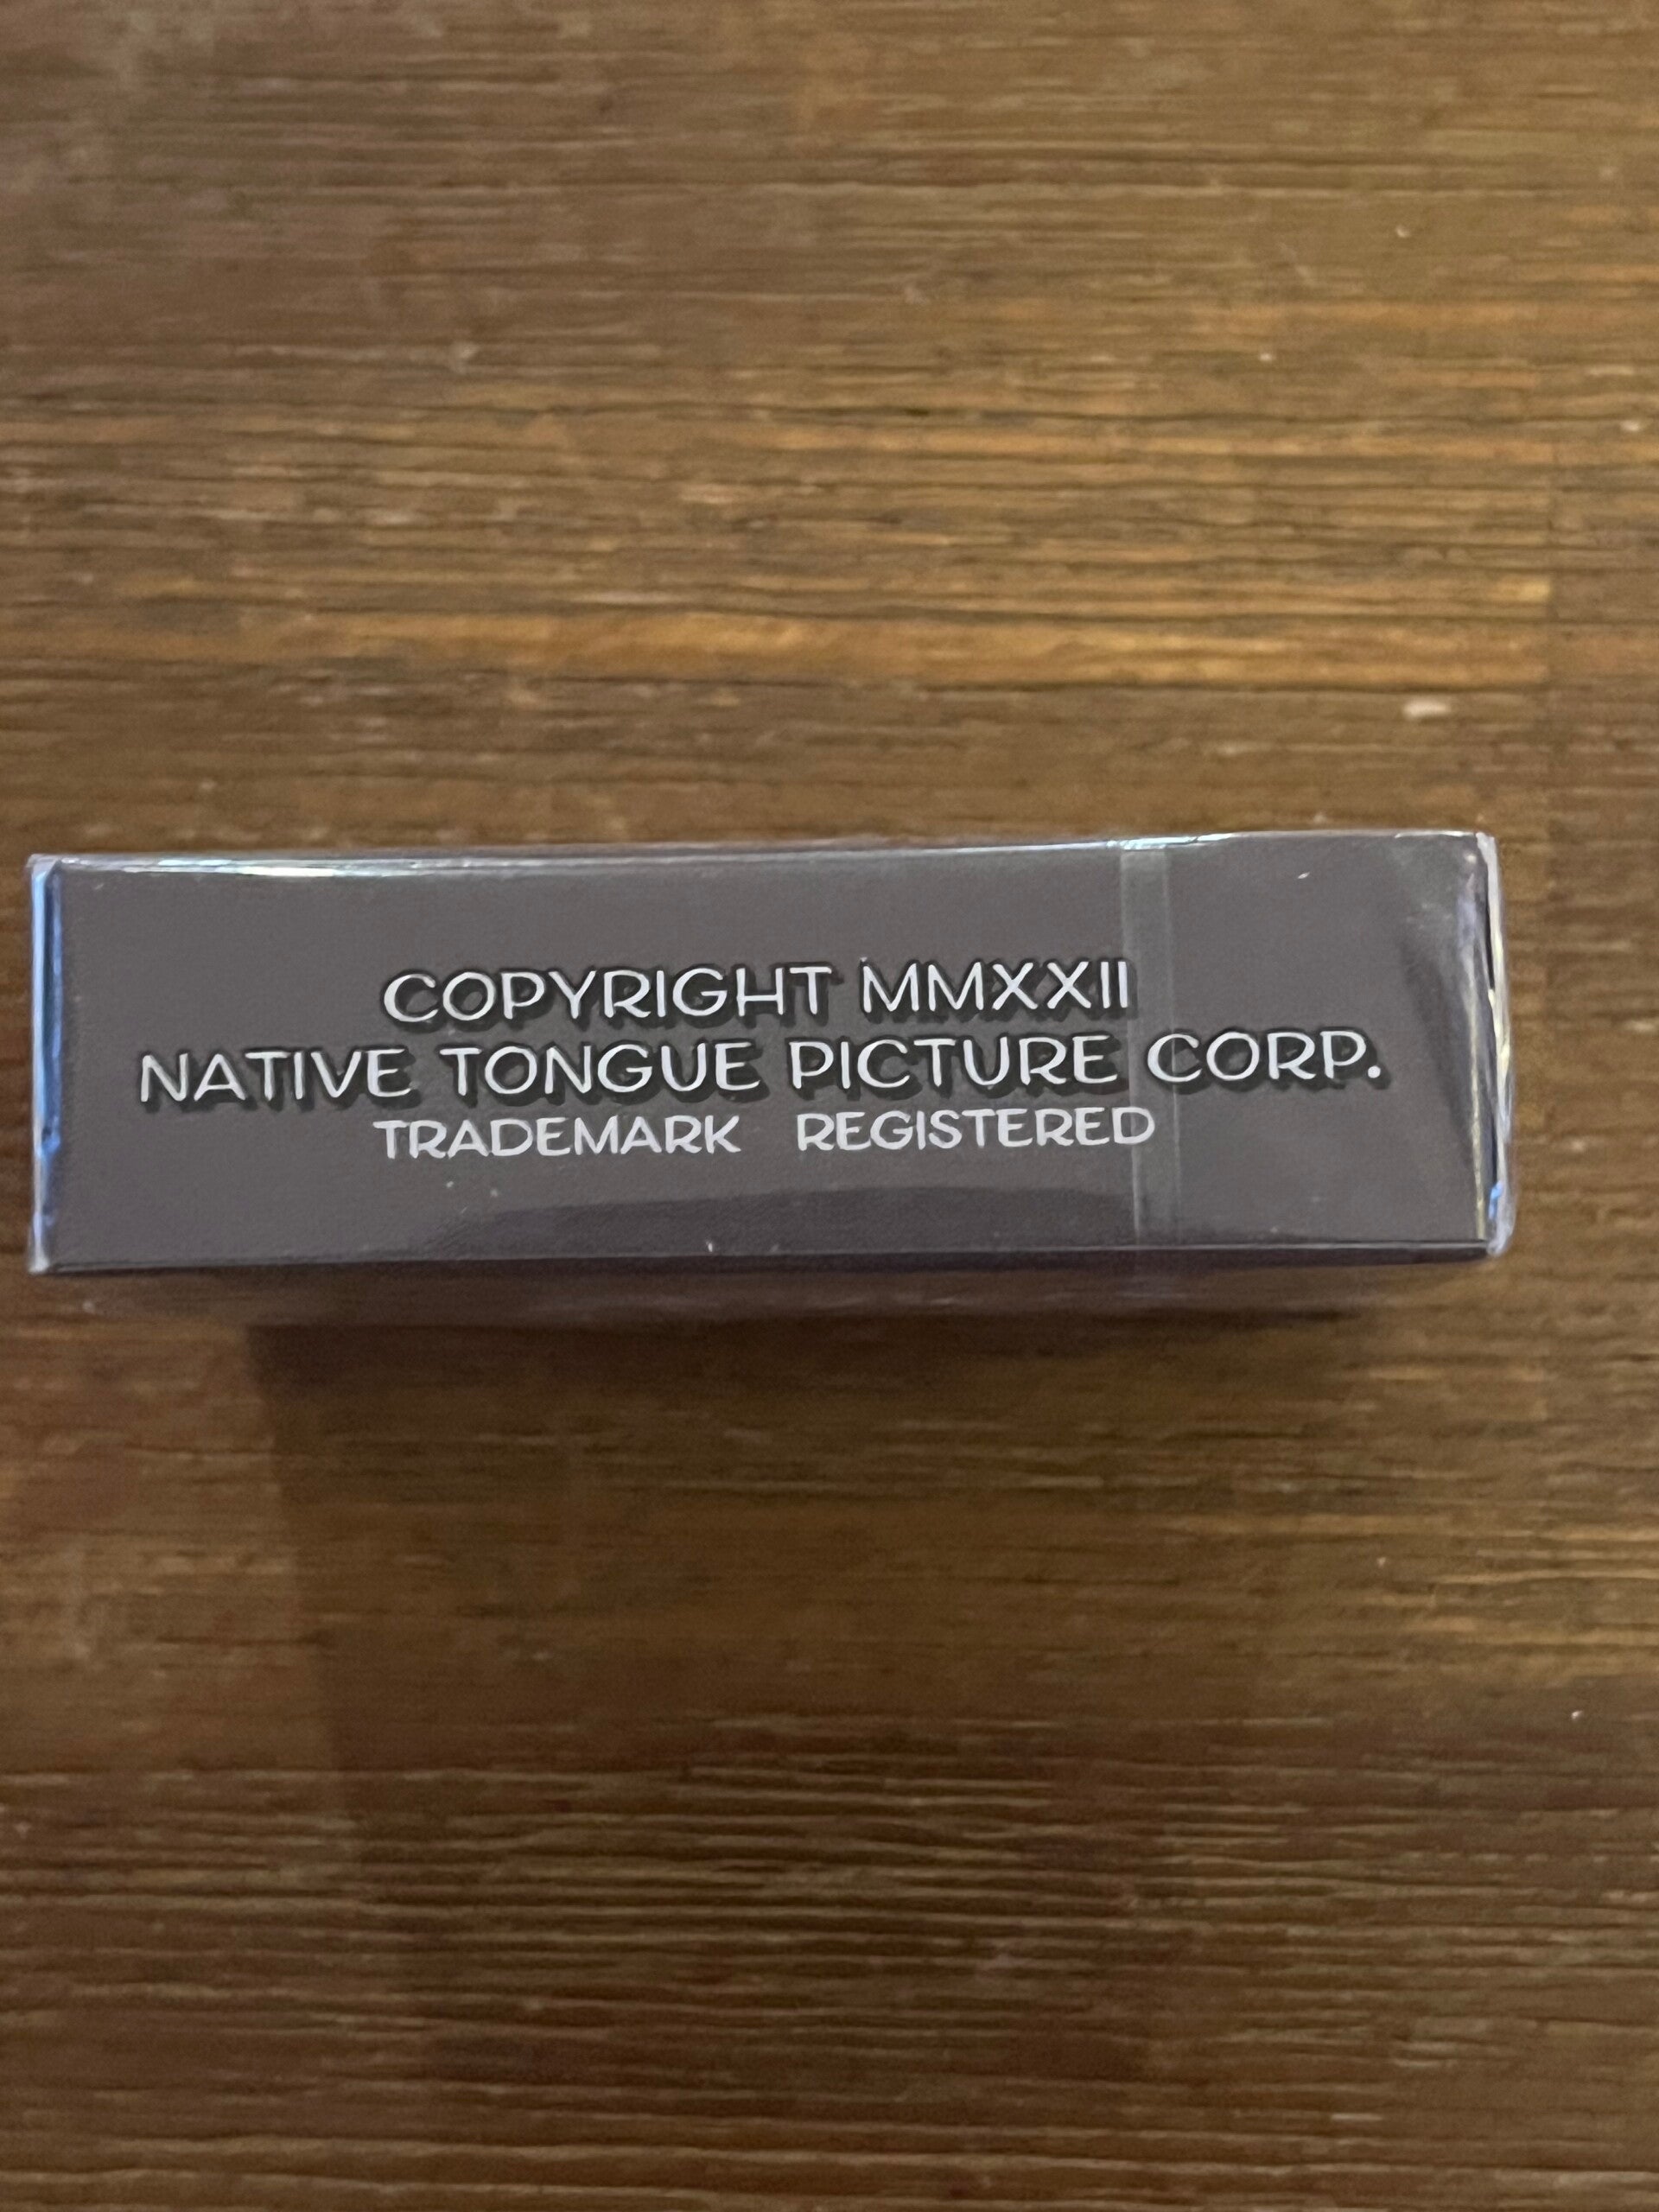 COPYRIGHT MMXXII
NATIVE TONGUE PICTURE CORP.
TRADEMARK REGISTERED